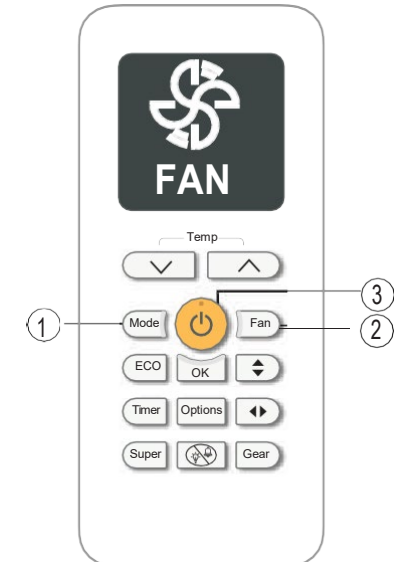 FAN
Temp
3
1
Mode
Fan
2
ECO
OK
Timer
Options
Super
Gear